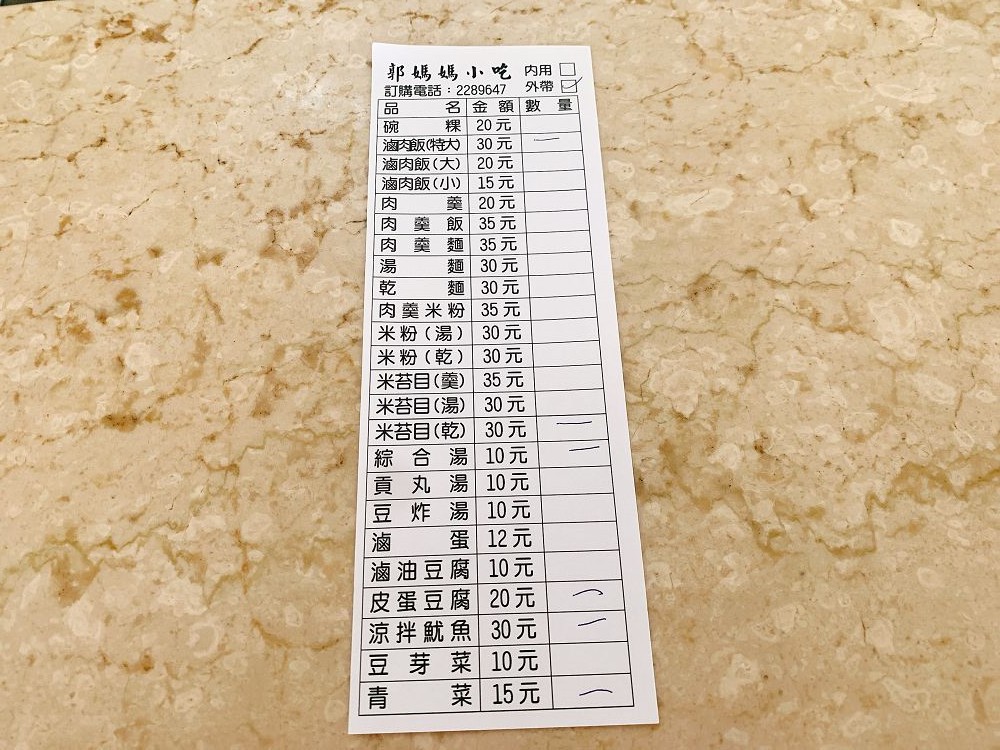 郭媽媽小吃 內用 □
訂購電話：2289647 外帶 ☑
品名 金額 數量
碗粿 20元
滷肉飯(特大) 30元 一
滷肉飯(大) 20元
滷肉飯(小) 15元
肉羹 20元
肉羹飯 35元
肉羹麵 35元
湯麵 30元
乾麵 30元
肉羹米粉 35元
米粉(湯) 30元
米粉(乾) 30元
米苔目(羹) 35元
米苔目(湯) 30元
米苔目(乾) 30元 一
綜合湯 10元 一
貢丸湯 10元
豆炸湯 10元
滷蛋 12元
滷油豆腐 10元
皮蛋豆腐 20元 一
涼拌魷魚 30元 一
豆芽菜 10元
青菜 15元 一